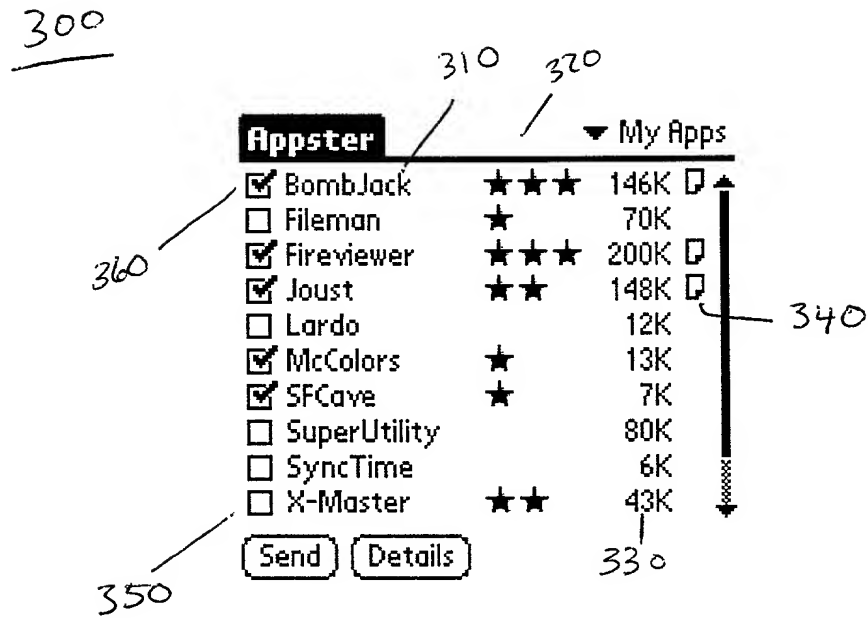 300
310
320
Appster My Apps
BombJack ★★★ 146K
Fileman ★ 70K
360
Fireviewer ★★★ 200K
Joust ★★ 148K
340
Lardo 12K
McColors ★ 13K
SFCave ★ 7K
SuperUtility 80K
SyncTime 6K
X-Master ★★ 43K
Send Details
330
350